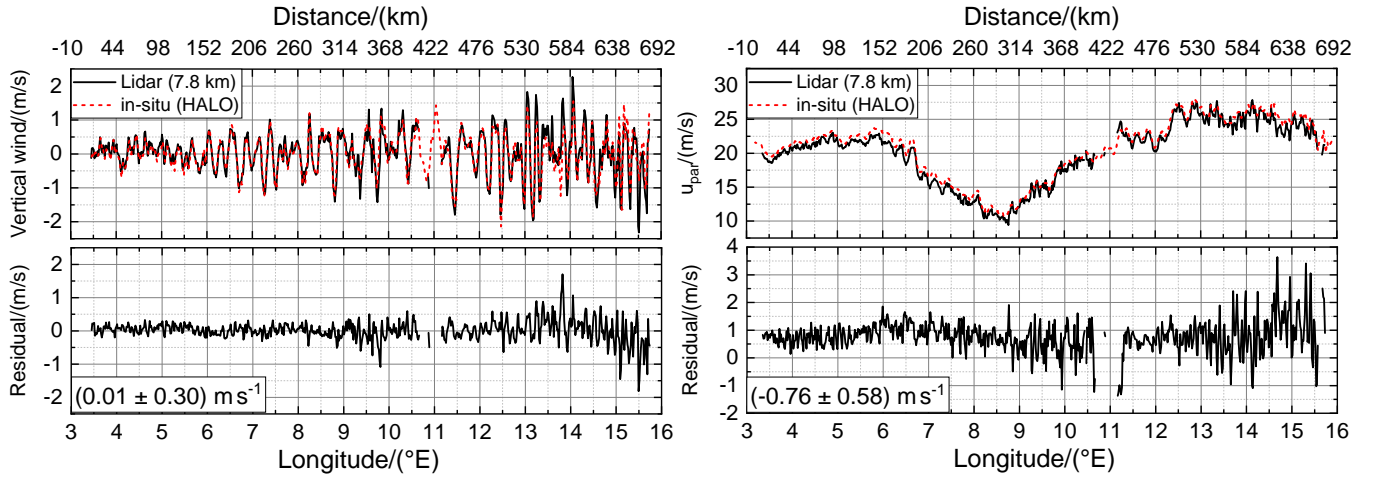 Distance/(km)
-10 44 98 152 206 260 314 368 422 476 530 584 638 692
Vertical wind/(m/s)
2
1
0
-1
-2
Lidar (7.8 km)
in-situ (HALO)
Residual/(m/s)
2
1
0
-1
-2
(0.01 ± 0.30) m s⁻¹
3 4 5 6 7 8 9 10 11 12 13 14 15 16
Longitude/(°E)
Distance/(km)
-10 44 98 152 206 260 314 368 422 476 530 584 638 692
u_par/(m/s)
30
25
20
15
10
Lidar (7.8 km)
in-situ (HALO)
Residual/(m/s)
4
3
2
1
0
-1
-2
(-0.76 ± 0.58) m s⁻¹
3 4 5 6 7 8 9 10 11 12 13 14 15 16
Longitude/(°E)